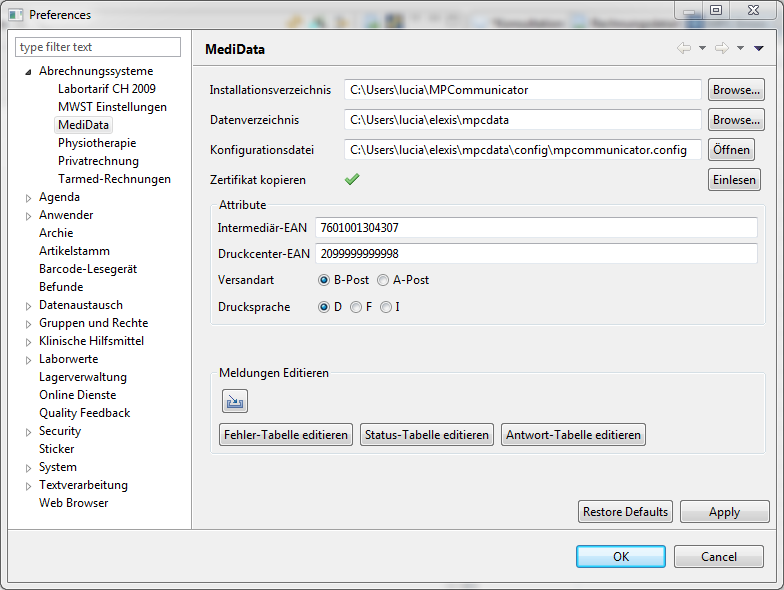 Preferences
type filter text
Abrechnungssysteme
Labortarif CH 2009
MWST Einstellungen
MediData
Physiotherapie
Privatrechnung
Tarmed-Rechnungen
Agenda
Anwender
Archie
Artikelstamm
Barcode-Lesegerät
Befunde
Datenaustausch
Gruppen und Rechte
Klinische Hilfsmittel
Laborwerte
Lagerverwaltung
Online Dienste
Quality Feedback
Security
Sticker
System
Textverarbeitung
Web Browser
MediData
Installationsverzeichnis C:\Users\lucia\MPCommunicator Browse...
Datenverzeichnis C:\Users\lucia\elexis\mpcdata Browse...
Konfigurationsdatei C:\Users\lucia\elexis\mpcdata\config\mpcommunicator.config Öffnen
Zertifikat kopieren Einlesen
Attribute
Intermediär-EAN 7601001304307
Druckcenter-EAN 2099999999998
Versandart B-Post A-Post
Drucksprache D F I
Meldungen Editieren
Fehler-Tabelle editieren Status-Tabelle editieren Antwort-Tabelle editieren
Restore Defaults Apply
OK Cancel